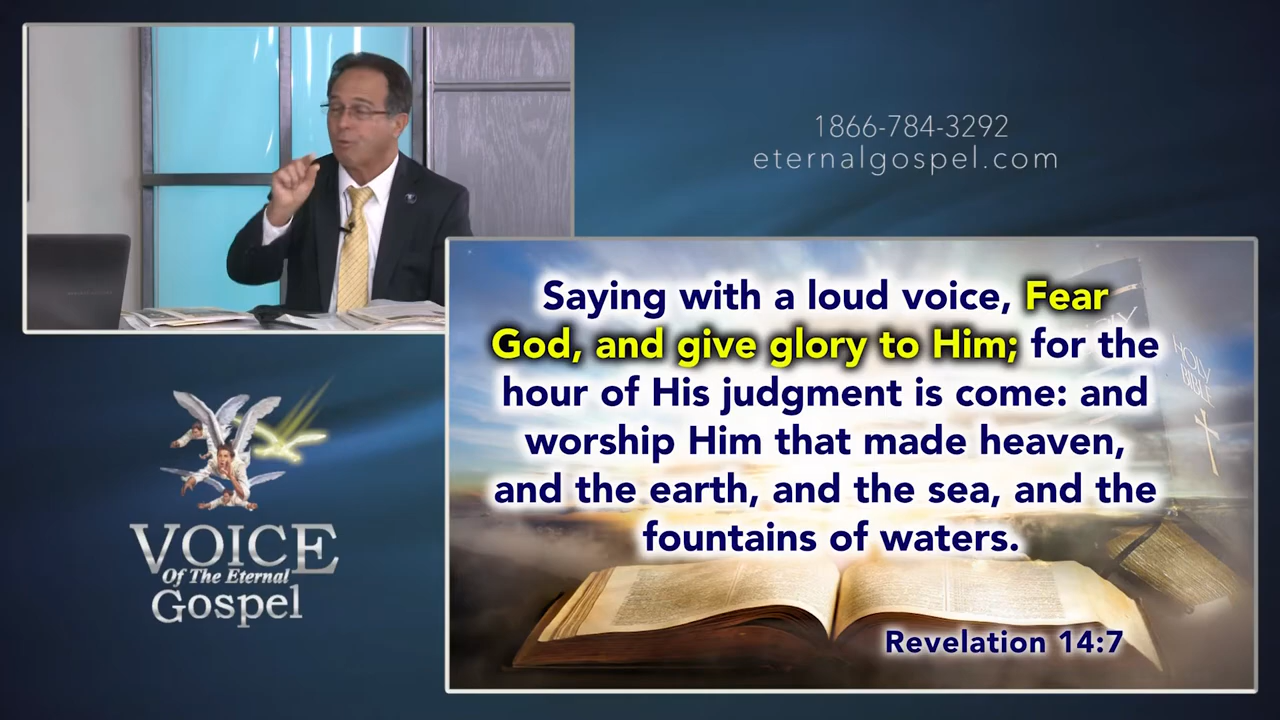 1866-784-3292
eternalgospel.com
Saying with a loud voice, Fear
God, and give glory to Him; for the
hour of His judgment is come: and
worship Him that made heaven,
and the earth, and the sea, and the
fountains of waters.
Revelation 14:7
HOLY
BIBLE
VOICE
Of The Eternal
Gospel